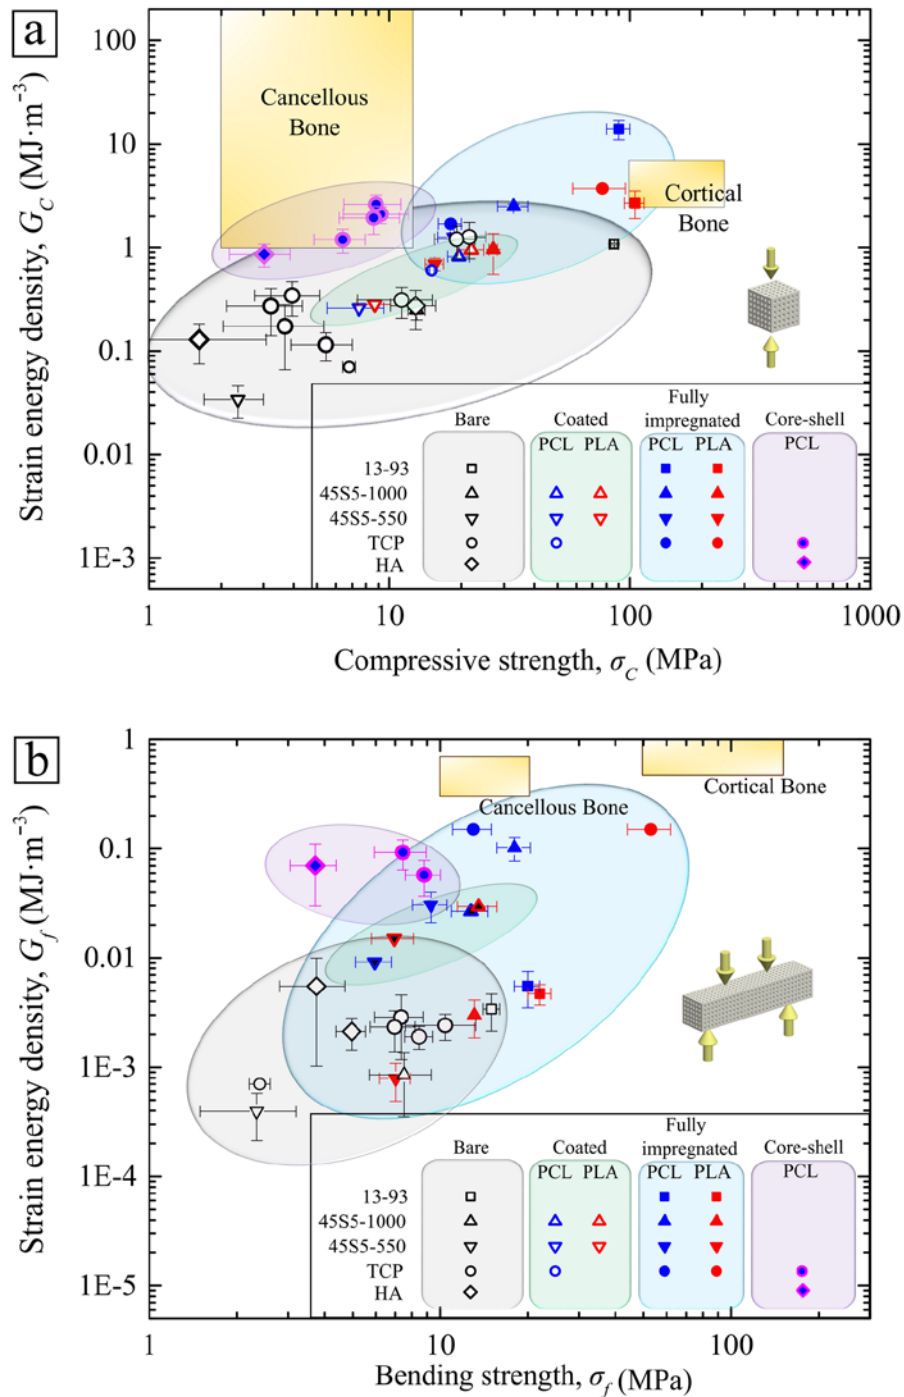 a
100
10
1
0.1
0.01
1E-3
Strain energy density, G_C (MJ·m⁻³)
Cancellous
Bone
Cortical
Bone
Fully
Bare Coated impregnated Core-shell
PCL PLA PCL PLA PCL
13-93
45S5-1000
45S5-550
TCP
HA
1 10 100 1000
Compressive strength, σ_C (MPa)
b
1
0.1
0.01
1E-3
1E-4
1E-5
Strain energy density, G_f (MJ·m⁻³)
Cortical Bone
Cancellous Bone
Fully
Bare Coated impregnated Core-shell
PCL PLA PCL PLA PCL
13-93
45S5-1000
45S5-550
TCP
HA
1 10 100
Bending strength, σ_f (MPa)